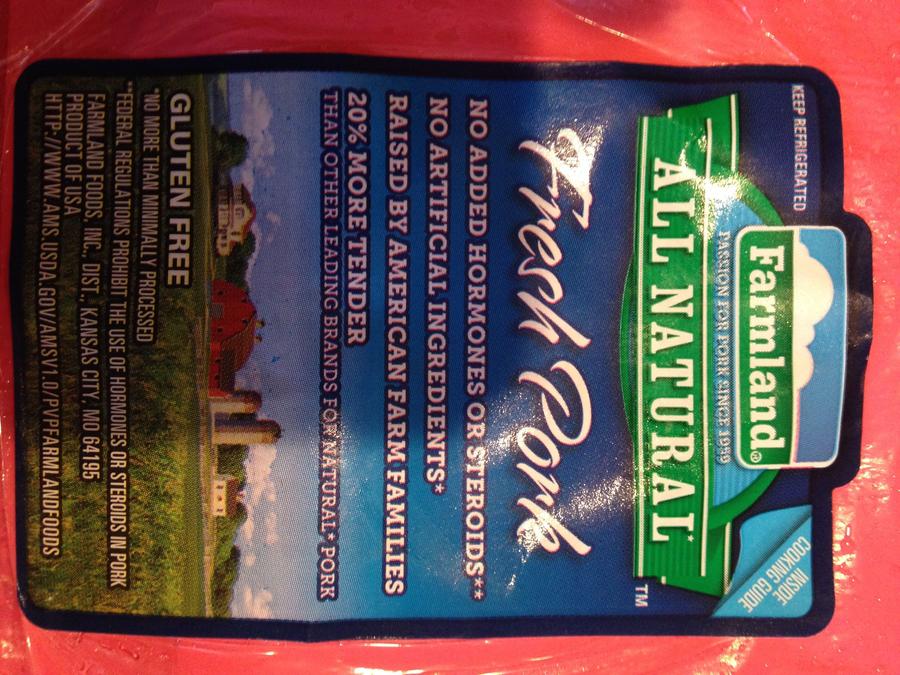 KEEP REFRIGERATED
Farmland®
PASSION FOR PORK SINCE 1959
ALL NATURAL*™
INSIDE
COOKING GUIDE
Fresh Pork
NO ADDED HORMONES OR STEROIDS**
NO ARTIFICIAL INGREDIENTS*
RAISED BY AMERICAN FARM FAMILIES
20% MORE TENDER
THAN OTHER LEADING BRANDS FOR NATURAL* PORK
GLUTEN FREE
*NO MORE THAN MINIMALLY PROCESSED
**FEDERAL REGULATIONS PROHIBIT THE USE OF HORMONES OR STEROIDS IN PORK
FARMLAND FOODS, INC. DIST., KANSAS CITY, MO 64195
PRODUCT OF USA
HTTP://WWW.AMS.USDA.GOV/AMSV1.0/PVPFARMLANDFOODS